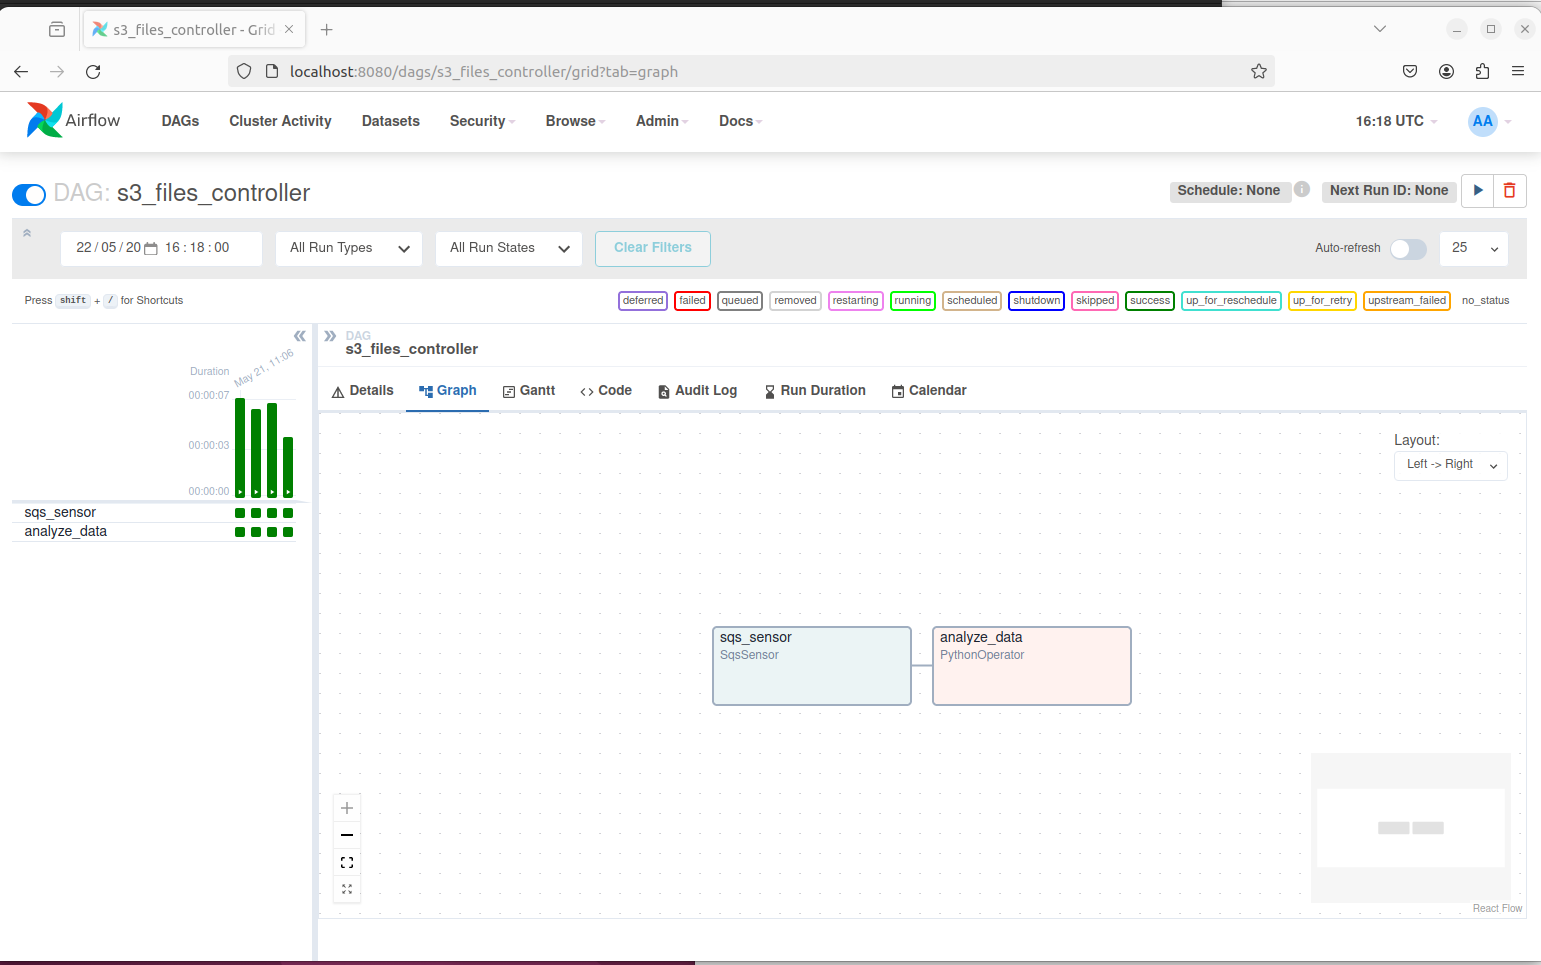 s3_files_controller - Grid
localhost:8080/dags/s3_files_controller/grid?tab=graph
Airflow DAGs Cluster Activity Datasets Security Browse Admin Docs 16:18 UTC AA
DAG: s3_files_controller Schedule: None i Next Run ID: None
22/05/20 16:18:00 All Run Types All Run States Clear Filters Auto-refresh 25
Press shift + / for Shortcuts deferred failed queued removed restarting running scheduled shutdown skipped success up_for_reschedule up_for_retry upstream_failed no_status
DAG
s3_files_controller
May 21, 11:06
Duration
00:00:07
00:00:03
00:00:00
sqs_sensor
analyze_data
Details Graph Gantt Code Audit Log Run Duration Calendar
Layout:
Left -> Right
sqs_sensor
SqsSensor
analyze_data
PythonOperator
React Flow